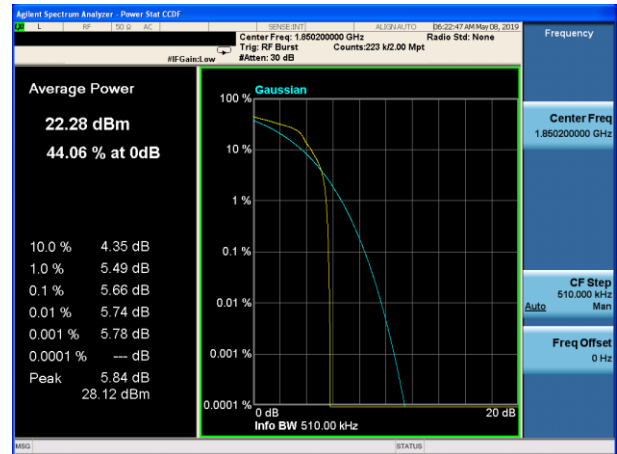 Agilent Spectrum Analyzer - Power Stat CCDF
L RF 50 Ω AC SENSE:INT ALIGNAUTO 06:22:47 AM May 08, 2019
Center Freq: 1.850200000 GHz Radio Std: None
Trig: RF Burst Counts:223 k/2.00 Mpt
#IFGain:Low #Atten: 30 dB
Frequency
Average Power
22.28 dBm
44.06 % at 0dB
10.0 % 4.35 dB
1.0 % 5.49 dB
0.1 % 5.66 dB
0.01 % 5.74 dB
0.001 % 5.78 dB
0.0001 % --- dB
Peak 5.84 dB
28.12 dBm
Gaussian
100 %
10 %
1 %
0.1 %
0.01 %
0.001 %
0.0001 %
0 dB 20 dB
Info BW 510.00 kHz
Center Freq
1.850200000 GHz
CF Step
510.000 kHz
Auto Man
Freq Offset
0 Hz
MSG STATUS